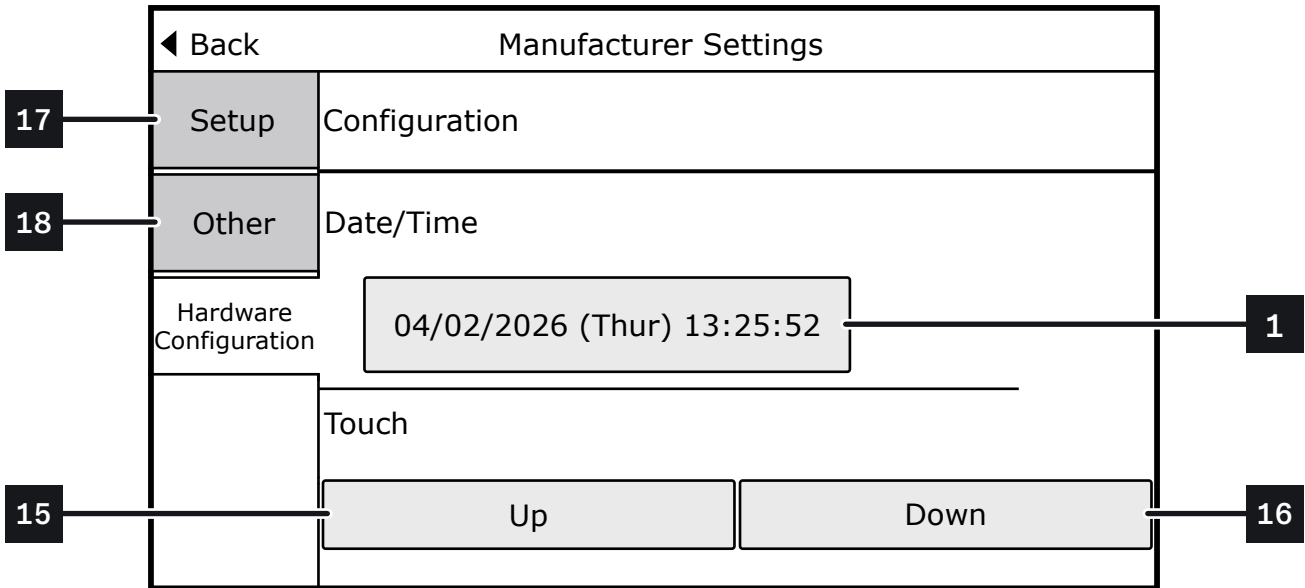 ◀ Back
Manufacturer Settings
17
Setup
Configuration
18
Other
Date/Time
Hardware
Configuration
04/02/2026 (Thur) 13:25:52
1
Touch
15
Up
Down
16